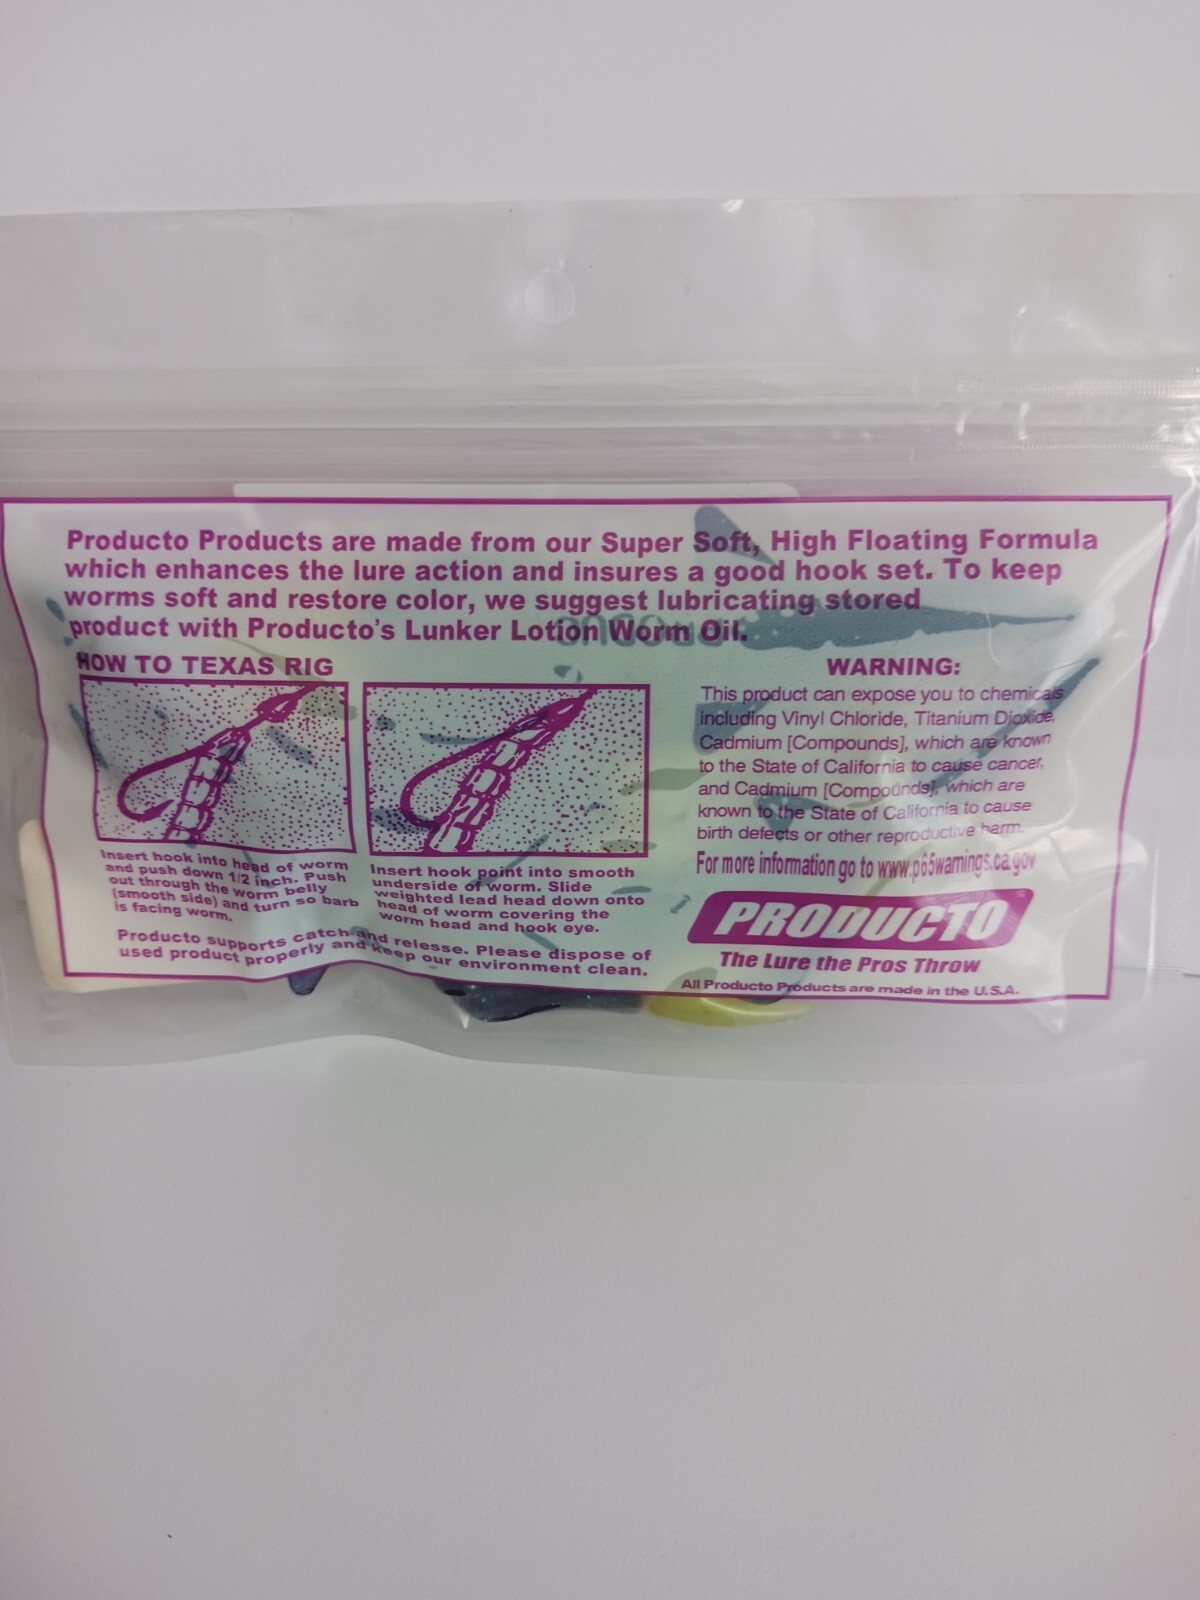 Producto Products are made from our Super Soft, High Floating Formula
which enhances the lure action and insures a good hook set. To keep
worms soft and restore color, we suggest lubricating stored
product with Producto's Lunker Lotion Worm Oil.
HOW TO TEXAS RIG
Insert hook into head of worm
and push down 1/2 inch. Push
out through the worm belly
(smooth side) and turn so barb
is facing worm.
Insert hook point into smooth
underside of worm. Slide
weighted lead head down onto
head of worm covering the
worm head and hook eye.
Producto supports catch and relesse. Please dispose of
used product properly and keep our environment clean.
WARNING:
This product can expose you to chemicals
including Vinyl Chloride, Titanium Dioxide,
Cadmium [Compounds], which are known
to the State of California to cause cancer,
and Cadmium [Compounds], which are
known to the State of California to cause
birth defects or other reproductive harm.
For more information go to www.p65warnings.ca.gov
PRODUCTO
The Lure the Pros Throw
All Producto Products are made in the U.S.A.